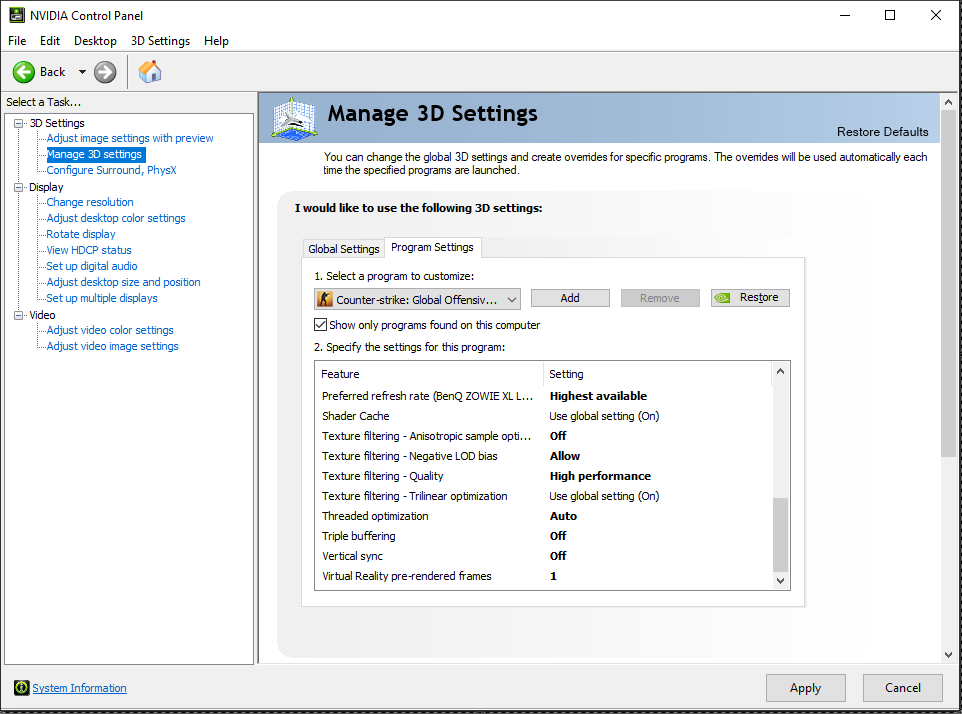 NVIDIA Control Panel
File Edit Desktop 3D Settings Help
Back
Select a Task...
3D Settings
Adjust image settings with preview
Manage 3D settings
Configure Surround, PhysX
Display
Change resolution
Adjust desktop color settings
Rotate display
View HDCP status
Set up digital audio
Adjust desktop size and position
Set up multiple displays
Video
Adjust video color settings
Adjust video image settings
Manage 3D Settings
Restore Defaults
You can change the global 3D settings and create overrides for specific programs. The overrides will be used automatically each
time the specified programs are launched.
I would like to use the following 3D settings:
Global Settings Program Settings
1. Select a program to customize:
Counter-strike: Global Offensiv... Add Remove Restore
Show only programs found on this computer
2. Specify the settings for this program:
Feature Setting
Preferred refresh rate (BenQ ZOWIE XL L... Highest available
Shader Cache Use global setting (On)
Texture filtering - Anisotropic sample opti... Off
Texture filtering - Negative LOD bias Allow
Texture filtering - Quality High performance
Texture filtering - Trilinear optimization Use global setting (On)
Threaded optimization Auto
Triple buffering Off
Vertical sync Off
Virtual Reality pre-rendered frames 1
System Information
Apply Cancel